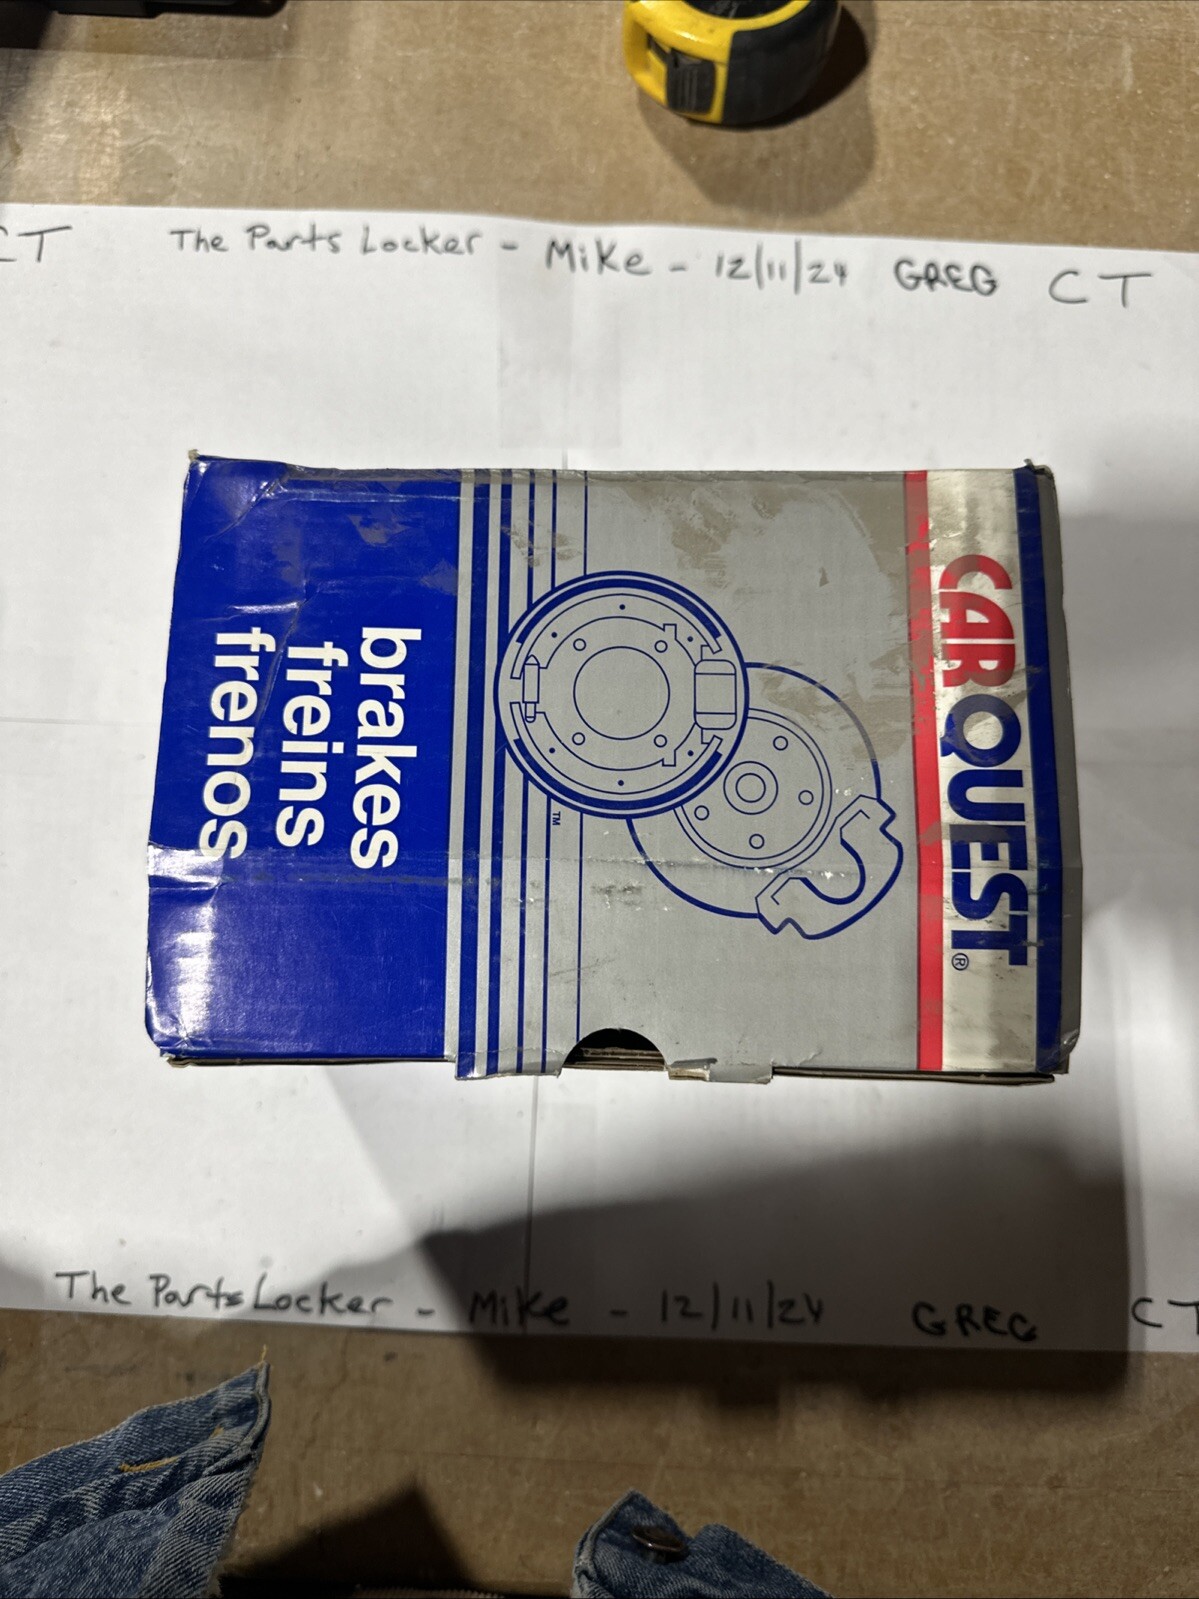 CT The Parts Locker - Mike - 12/11/24 GREG CT
CARQUEST®
TM
brakes
freins
frenos
The Parts Locker - Mike - 12/11/24 GREG CT